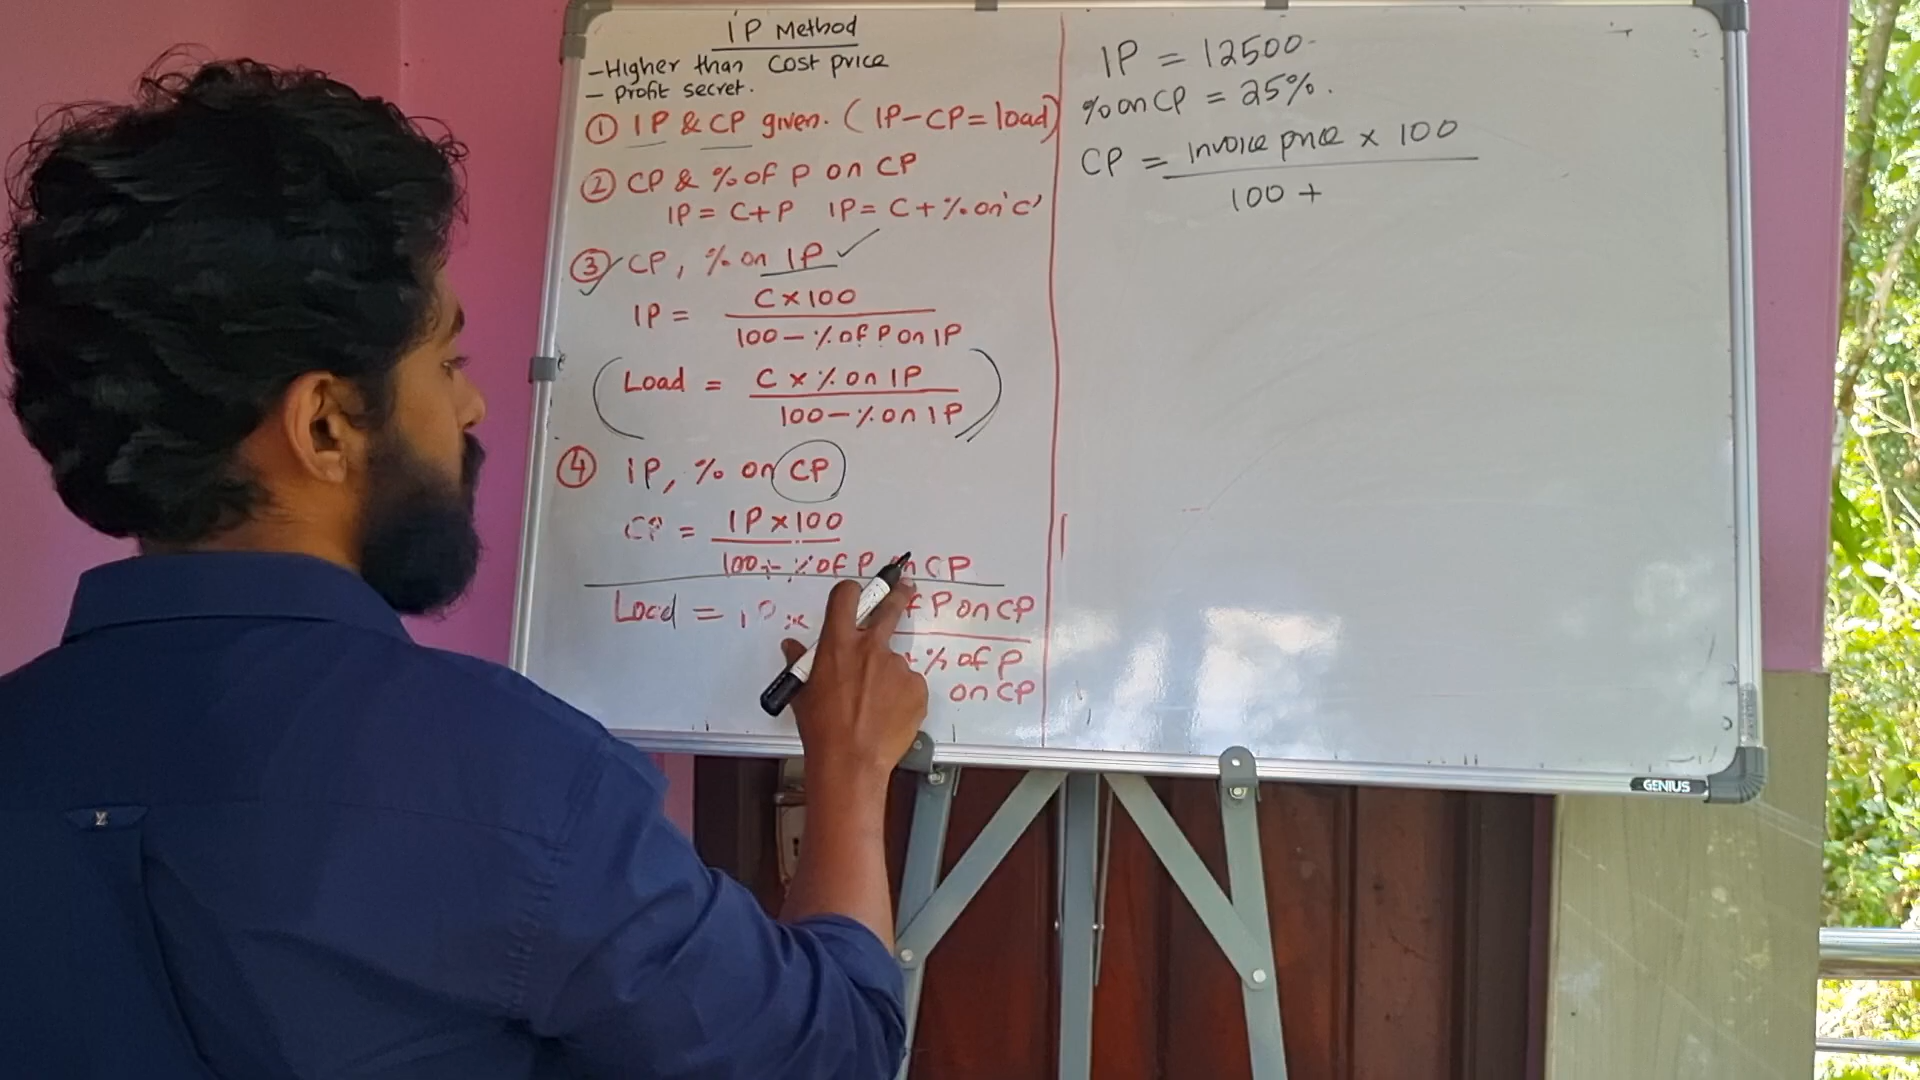 IP Method
- Higher than cost price
- Profit secret.
① IP & CP given. (IP-CP=load)
② CP & % of P on CP
IP = C+P IP = C+% on 'C'
③ CP, % on IP ✓
IP = C×100
100-% of P on IP
(Load = C × % on IP
100-% on IP)
④ IP, % on CP
CP = IP×100
100+ % of P on CP
Load = IP × f P on CP
+% of P
on CP
IP = 12500
% on CP = 25%.
CP = invoice price × 100
100 +
GENIUS